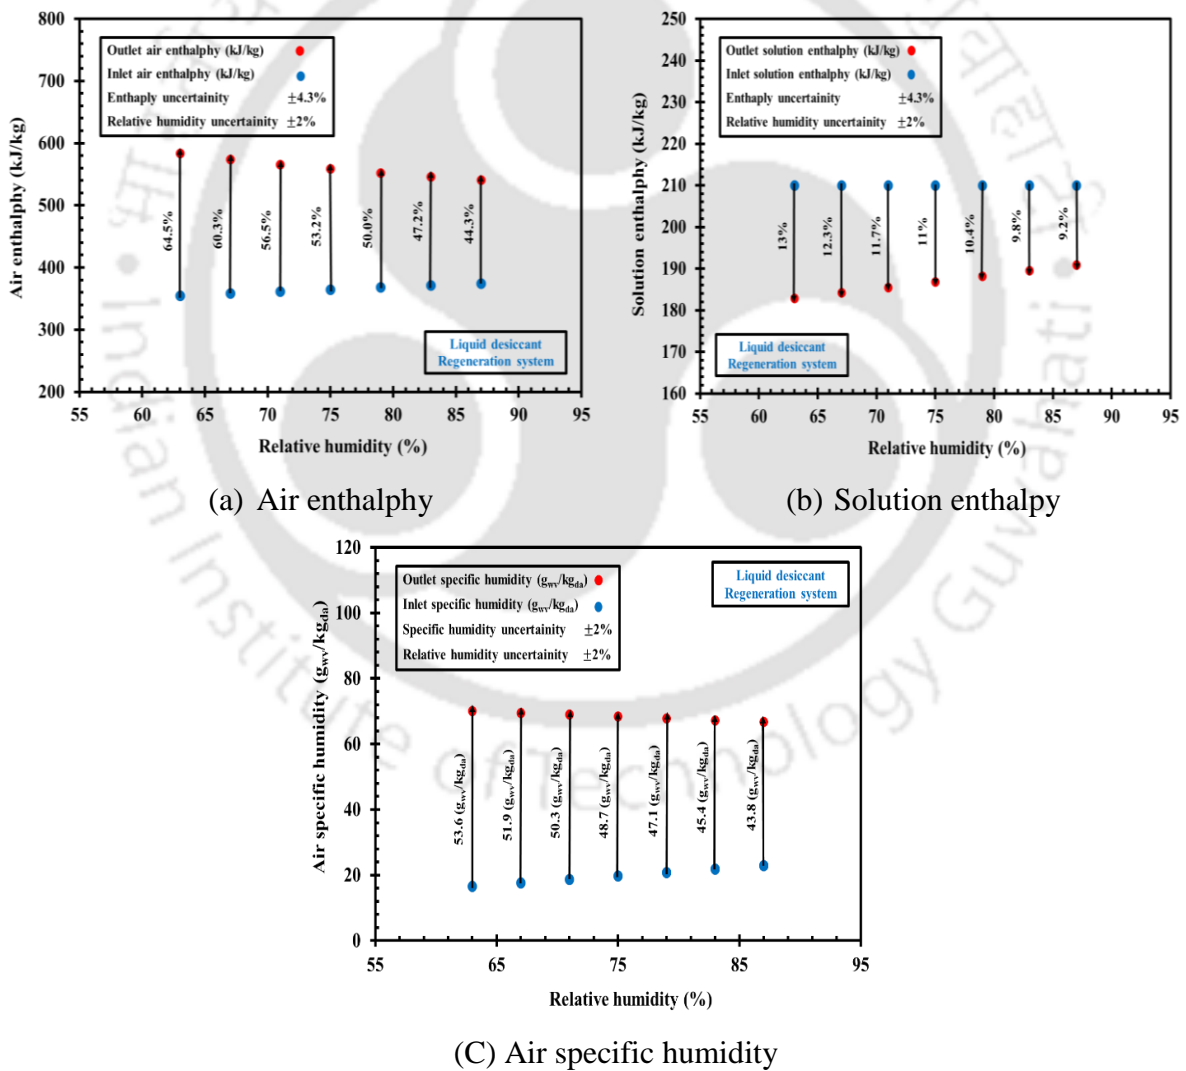 800
700
600
500
400
300
200
Air enthalphy (kJ/kg)
Outlet air enthalphy (kJ/kg)
Inlet air enthalphy (kJ/kg)
Enthaply uncertainity ±4.3%
Relative humidity uncertainity ±2%
64.5%
60.3%
56.5%
53.2%
50.0%
47.2%
44.3%
Liquid desiccant
Regeneration system
55 60 65 70 75 80 85 90 95
Relative humidity (%)
(a) Air enthalphy
250
240
230
220
210
200
190
180
170
160
Solution enthalpy (kJ/kg)
Outlet solution enthalphy (kJ/kg)
Inlet solution enthalphy (kJ/kg)
Enthaply uncertainity ±4.3%
Relative humidity uncertainity ±2%
13%
12.3%
11.7%
11%
10.4%
9.8%
9.2%
Liquid desiccant
Regeneration system
55 60 65 70 75 80 85 90 95
Relative humidity (%)
(b) Solution enthalpy
120
100
80
60
40
20
0
Air specific humidity (gwv/kgda)
Outlet specific humidity (gwv/kgda)
Inlet specific humidity (gwv/kgda)
Specific humidity uncertainity ±2%
Relative humidity uncertainity ±2%
Liquid desiccant
Regeneration system
53.6 (gwv/kgda)
51.9 (gwv/kgda)
50.3 (gwv/kgda)
48.7 (gwv/kgda)
47.1 (gwv/kgda)
45.4 (gwv/kgda)
43.8 (gwv/kgda)
55 65 75 85 95
Relative humidity (%)
(C) Air specific humidity
Indian Institute of Technology Guwahati